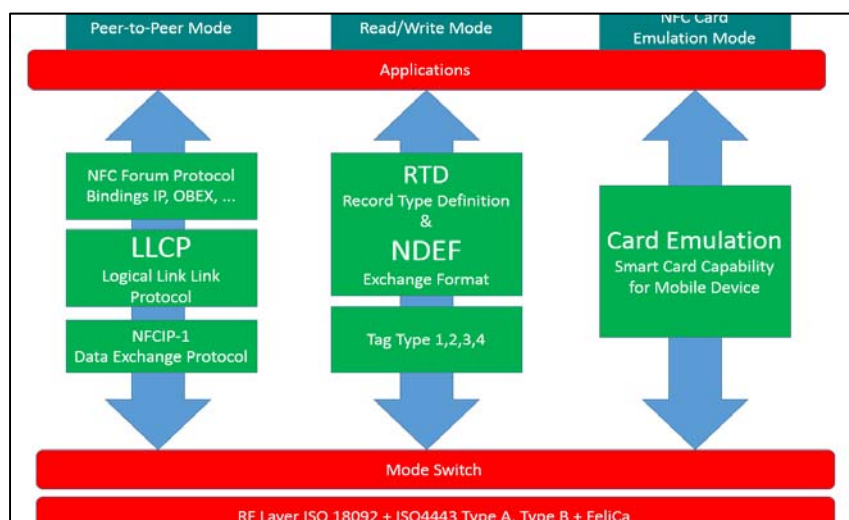 Peer-to-Peer Mode
Read/Write Mode
NFC Card
Emulation Mode
Applications
NFC Forum Protocol
Bindings IP, OBEX, ...
LLCP
Logical Link Link
Protocol
NFCIP-1
Data Exchange Protocol
RTD
Record Type Definition
&
NDEF
Exchange Format
Tag Type 1,2,3,4
Card Emulation
Smart Card Capability
for Mobile Device
Mode Switch
RF Layer ISO 18092 + ISO4443 Type A, Type B + FeliCa